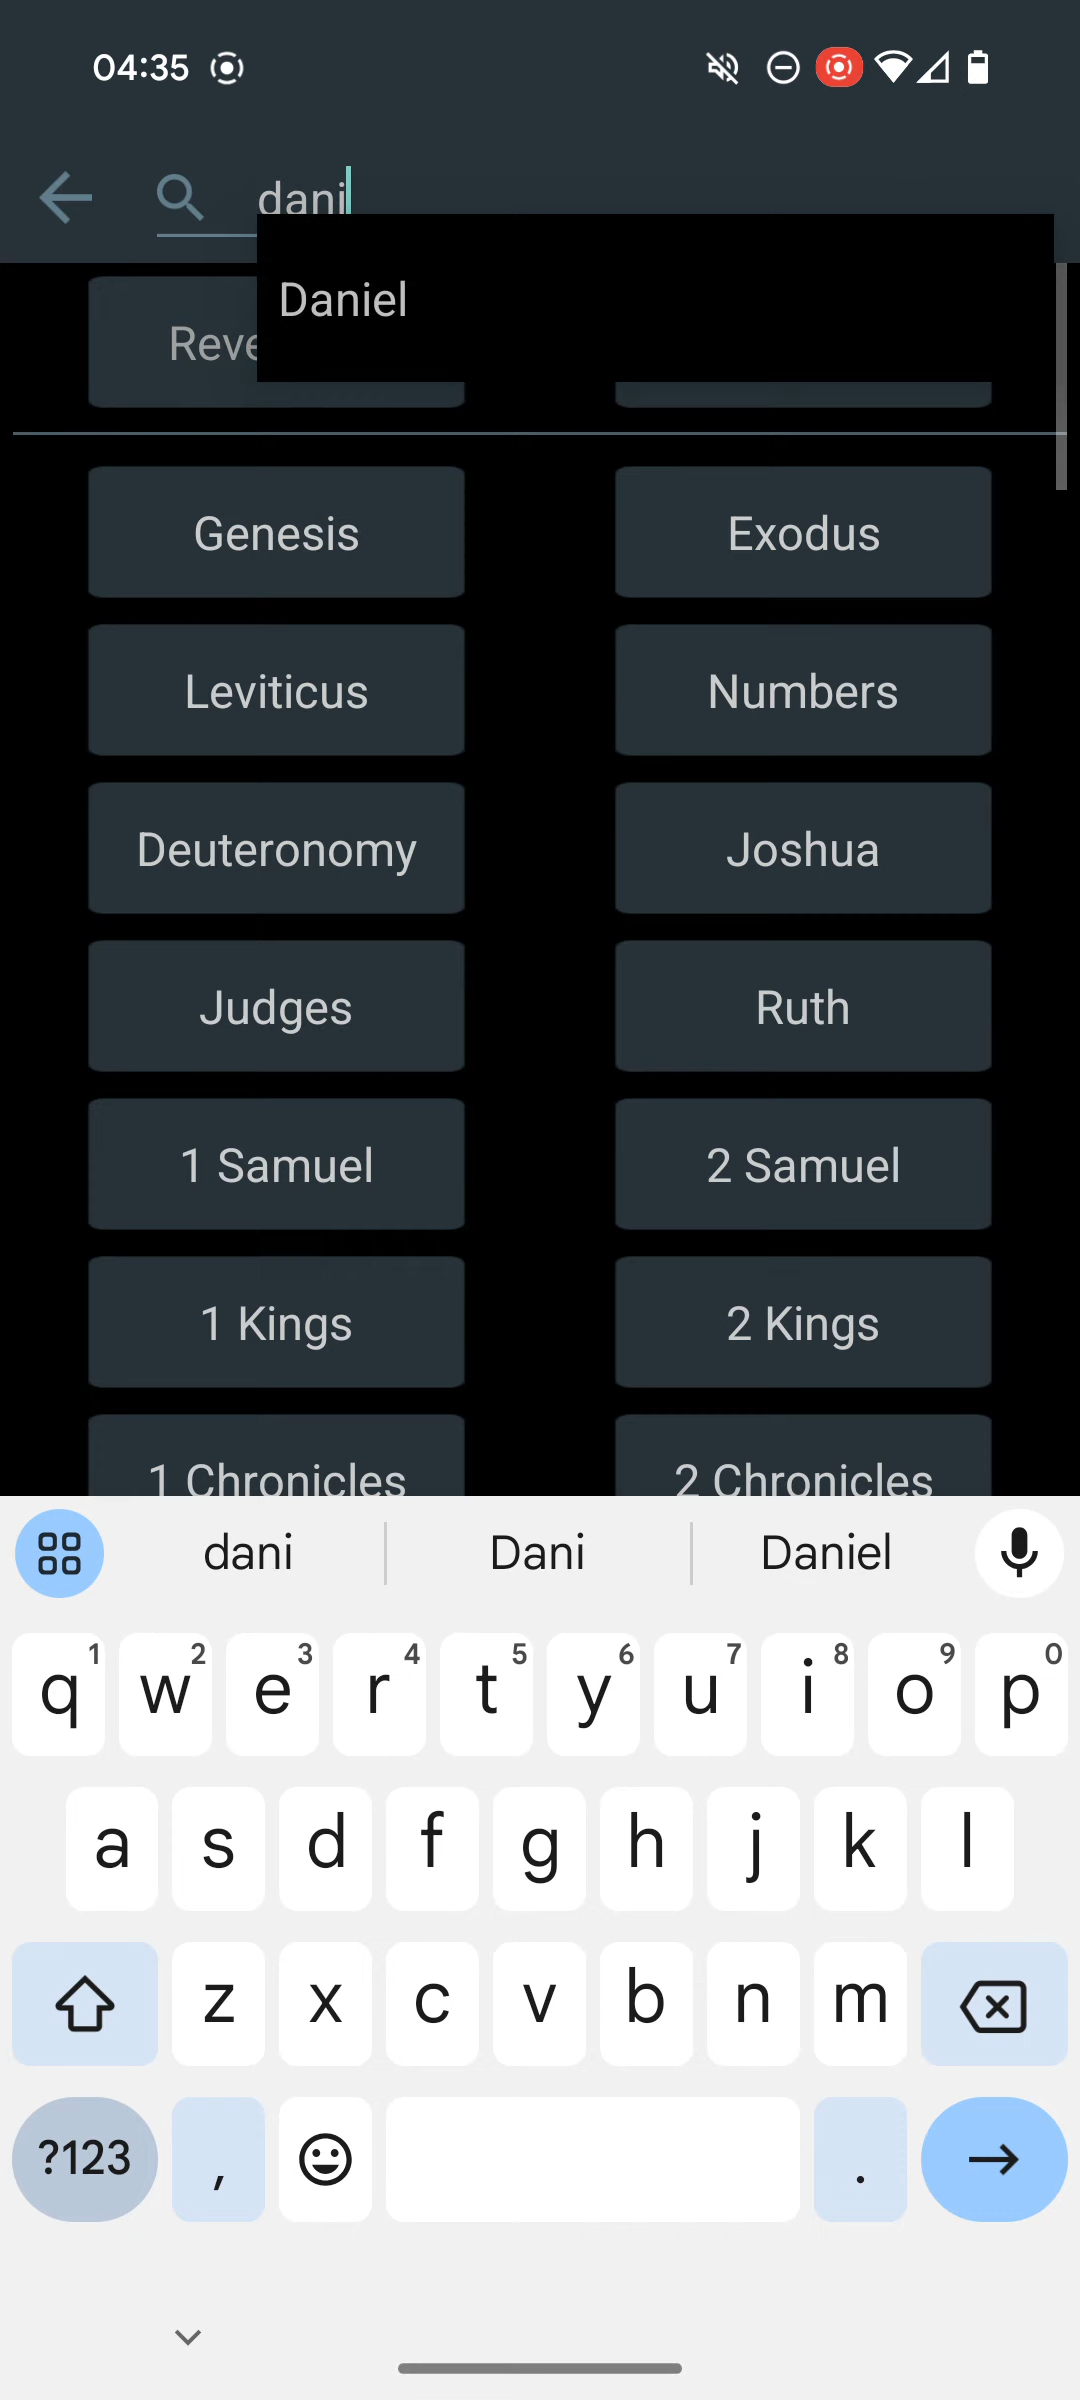 04:35
dani
Daniel
Reve
Genesis
Exodus
Leviticus
Numbers
Deuteronomy
Joshua
Judges
Ruth
1 Samuel
2 Samuel
1 Kings
2 Kings
1 Chronicles
2 Chronicles
dani
Dani
Daniel
q1 w2 e3 r4 t5 y6 u7 i8 o9 p0
a s d f g h j k l
z x c v b n m
?123 , .